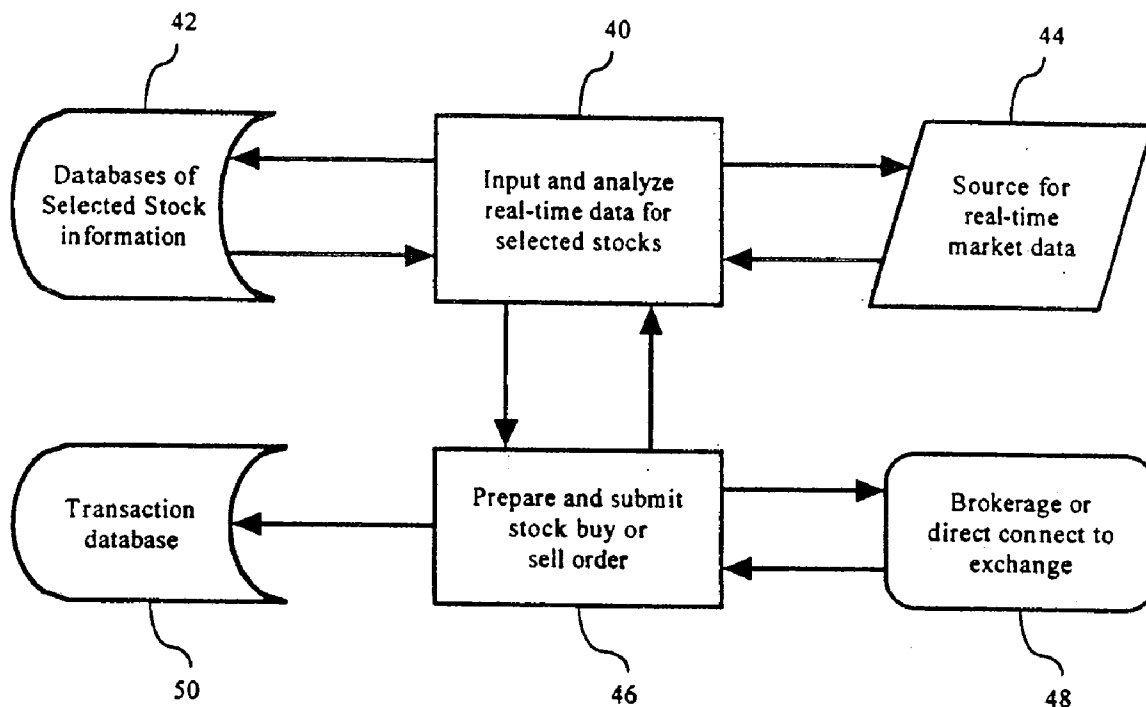 42
40
44
Databases of
Selected Stock
information
Input and analyze
real-time data for
selected stocks
Source for
real-time
market data
Transaction
database
Prepare and submit
stock buy or
sell order
Brokerage or
direct connect to
exchange
50
46
48